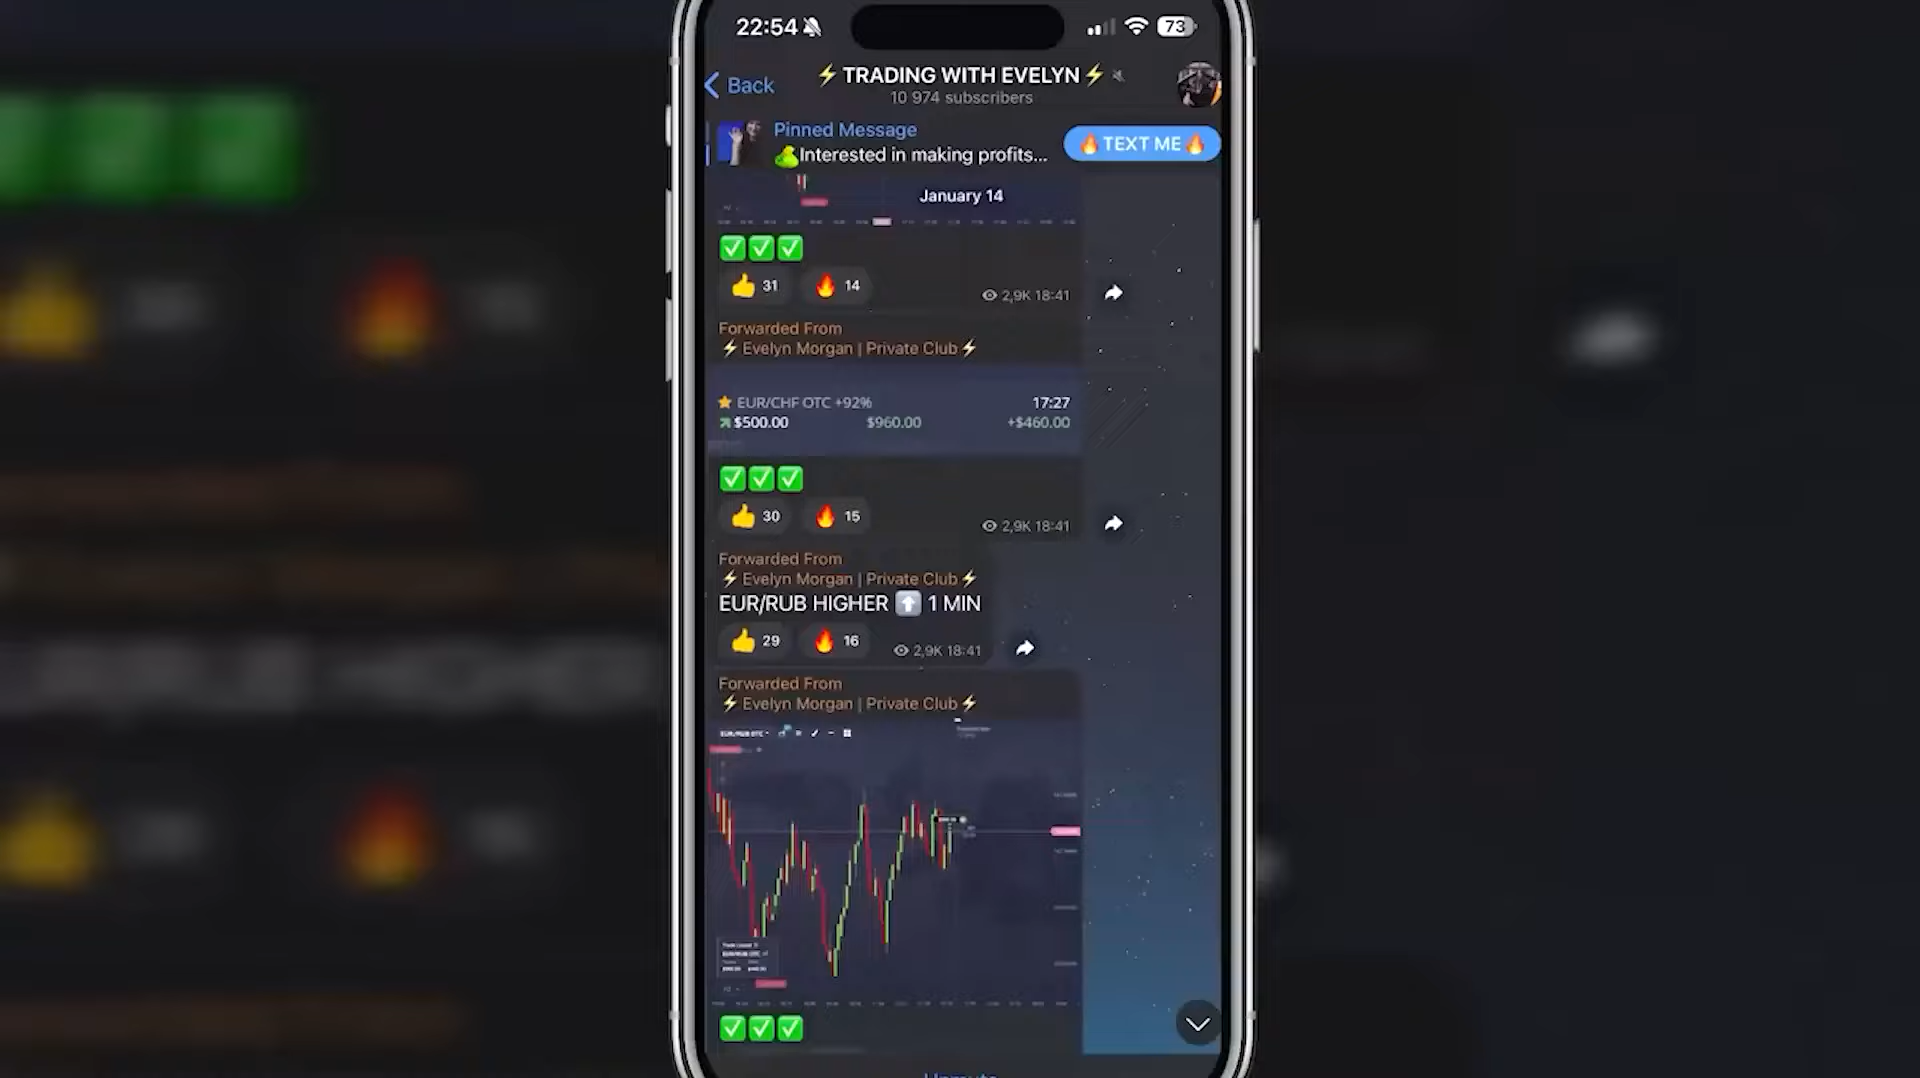 22:54
73
Back
⚡ TRADING WITH EVELYN ⚡
10 974 subscribers
Pinned Message
💰Interested in making profits...
🔥TEXT ME🔥
January 14
✅✅✅
👍 31 🔥 14
2,9K 18:41
Forwarded From
⚡ Evelyn Morgan | Private Club ⚡
EUR/CHF OTC +92% 17:27
$500.00 $960.00 +$460.00
✅✅✅
👍 30 🔥 15
2,9K 18:41
Forwarded From
⚡ Evelyn Morgan | Private Club ⚡
EUR/RUB HIGHER ⬆️ 1 MIN
👍 29 🔥 16
2,9K 18:41
Forwarded From
⚡ Evelyn Morgan | Private Club ⚡
EUR/RUB OTC
✅✅✅